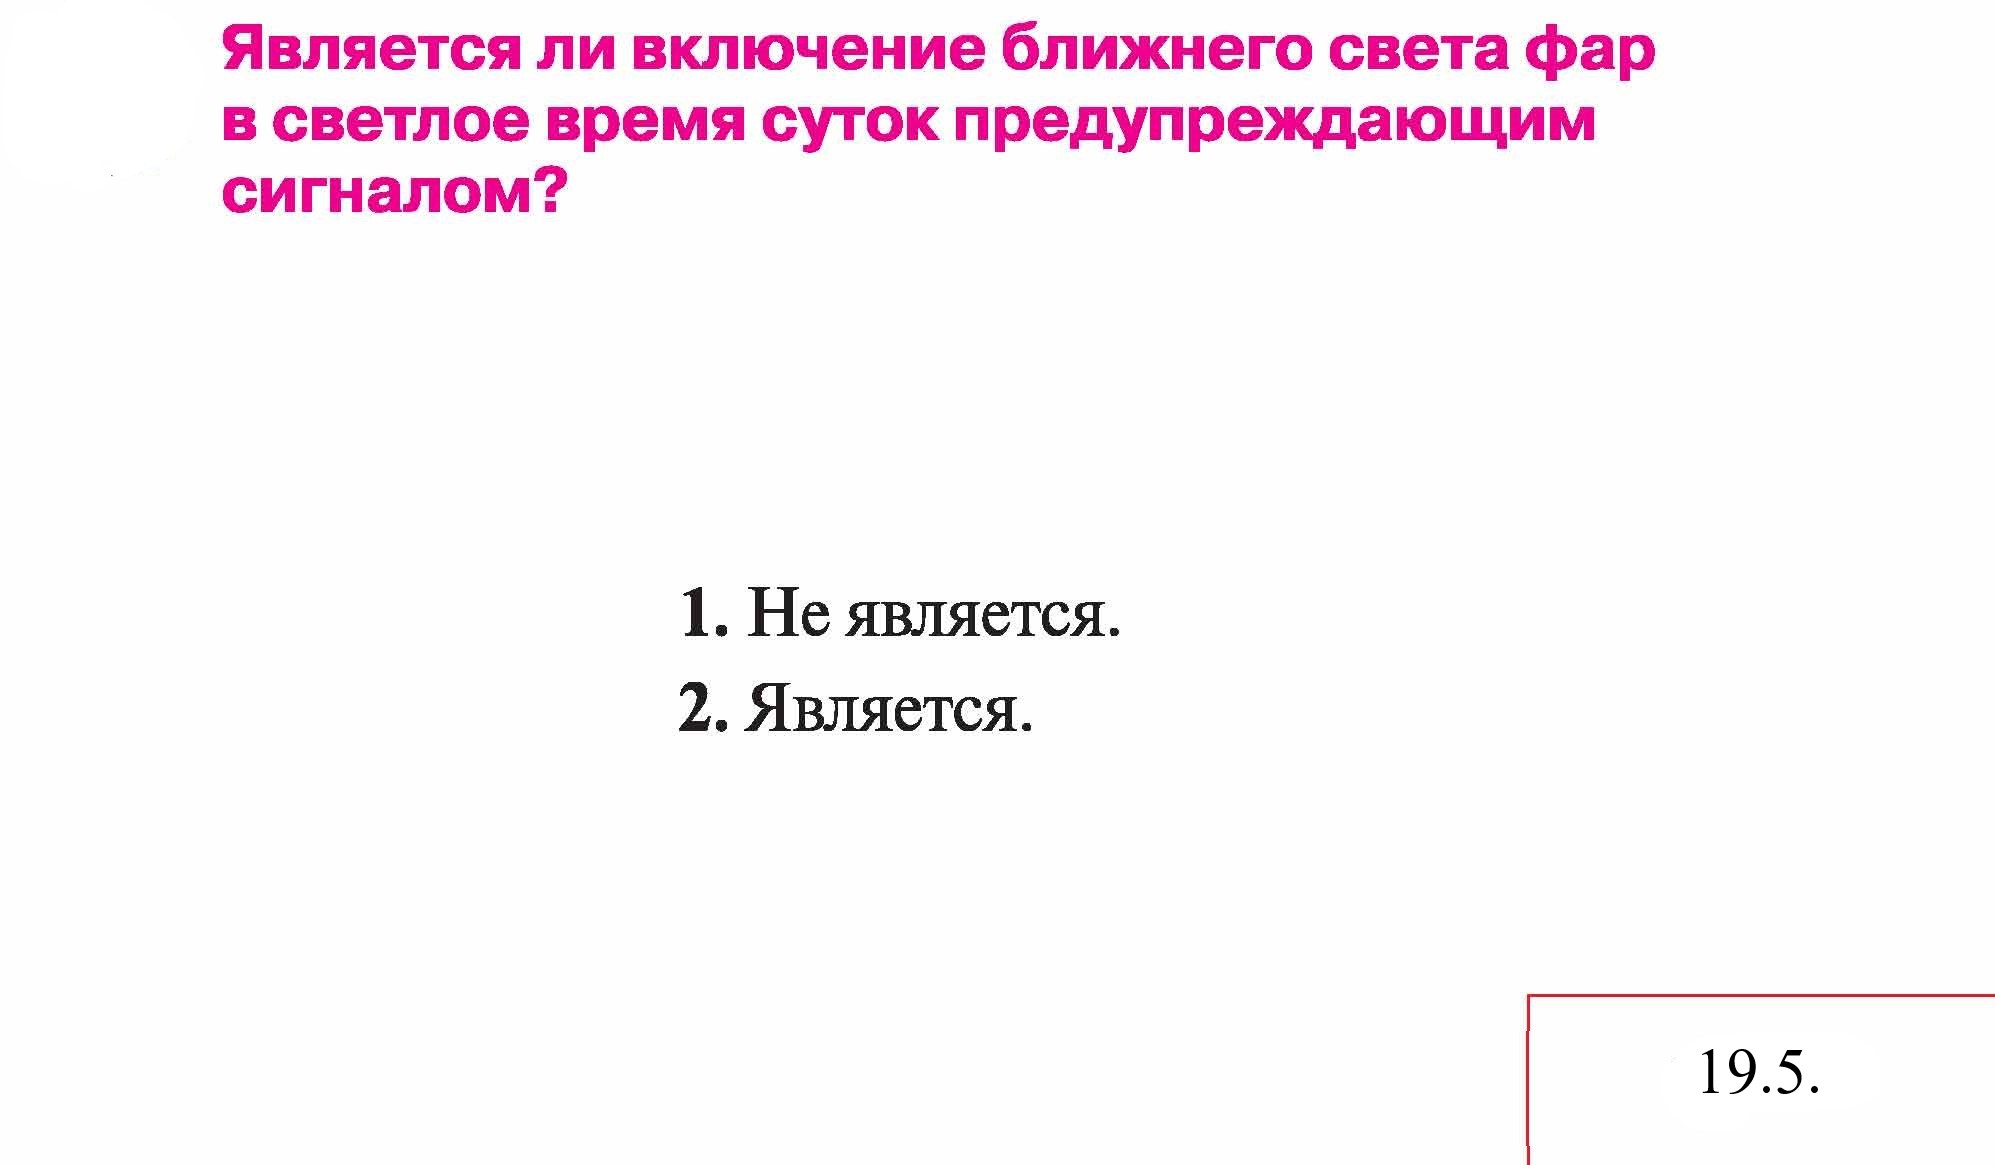 Является ли включение ближнего света фар
в светлое время суток предупреждающим
сигналом?
1. Не является.
2. Является.
19.5.